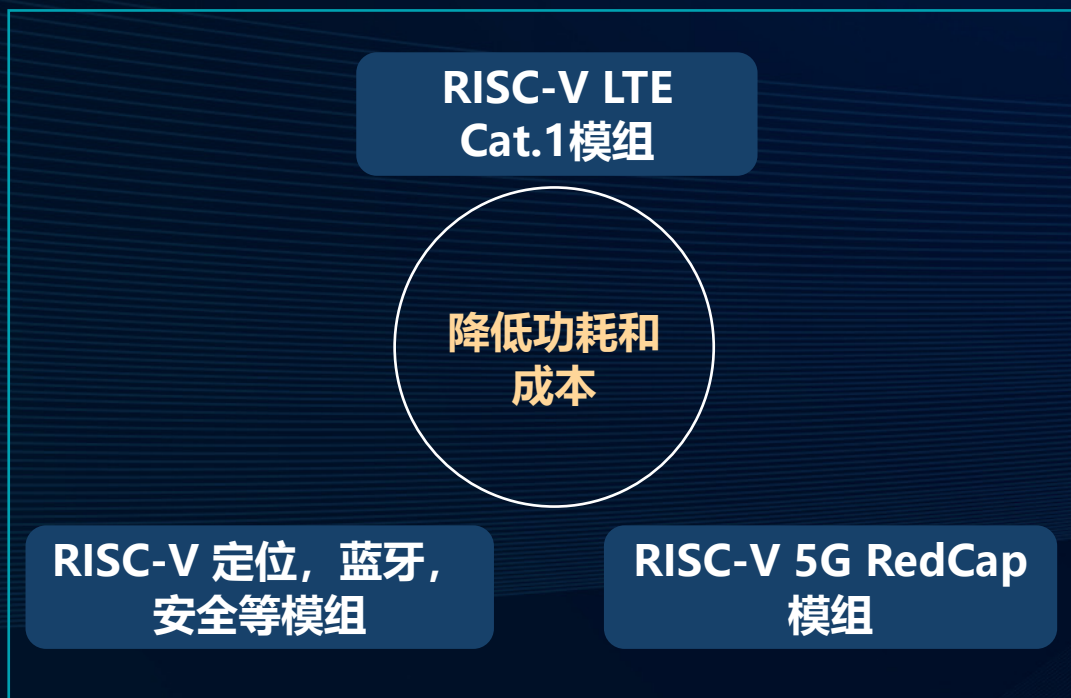 RISC-V LTE
Cat.1模组
降低功耗和
成本
RISC-V 定位，蓝牙，
安全等模组
RISC-V 5G RedCap
模组